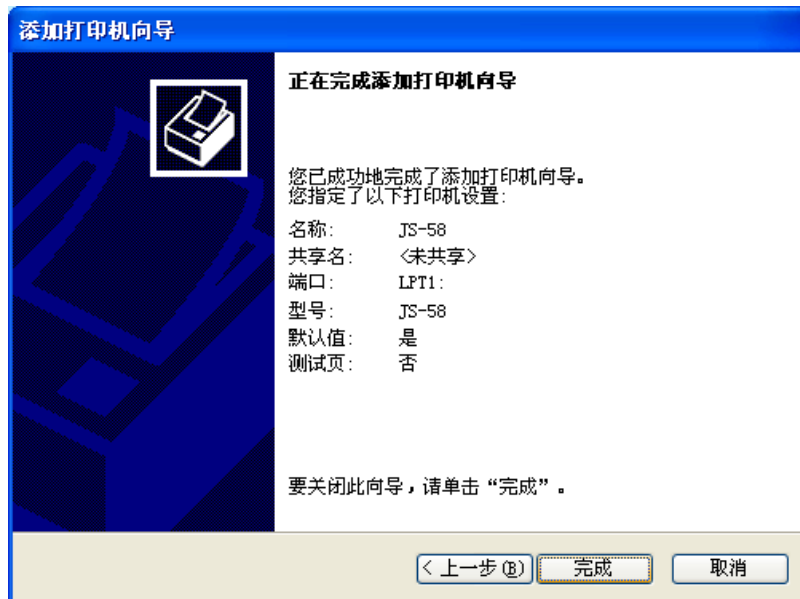 添加打印机向导
正在完成添加打印机向导
您已成功地完成了添加打印机向导。
您指定了以下打印机设置:
名称: JS-58
共享名: <未共享>
端口: LPT1:
型号: JS-58
默认值: 是
测试页: 否
要关闭此向导，请单击“完成”。
< 上一步(B) 完成 取消